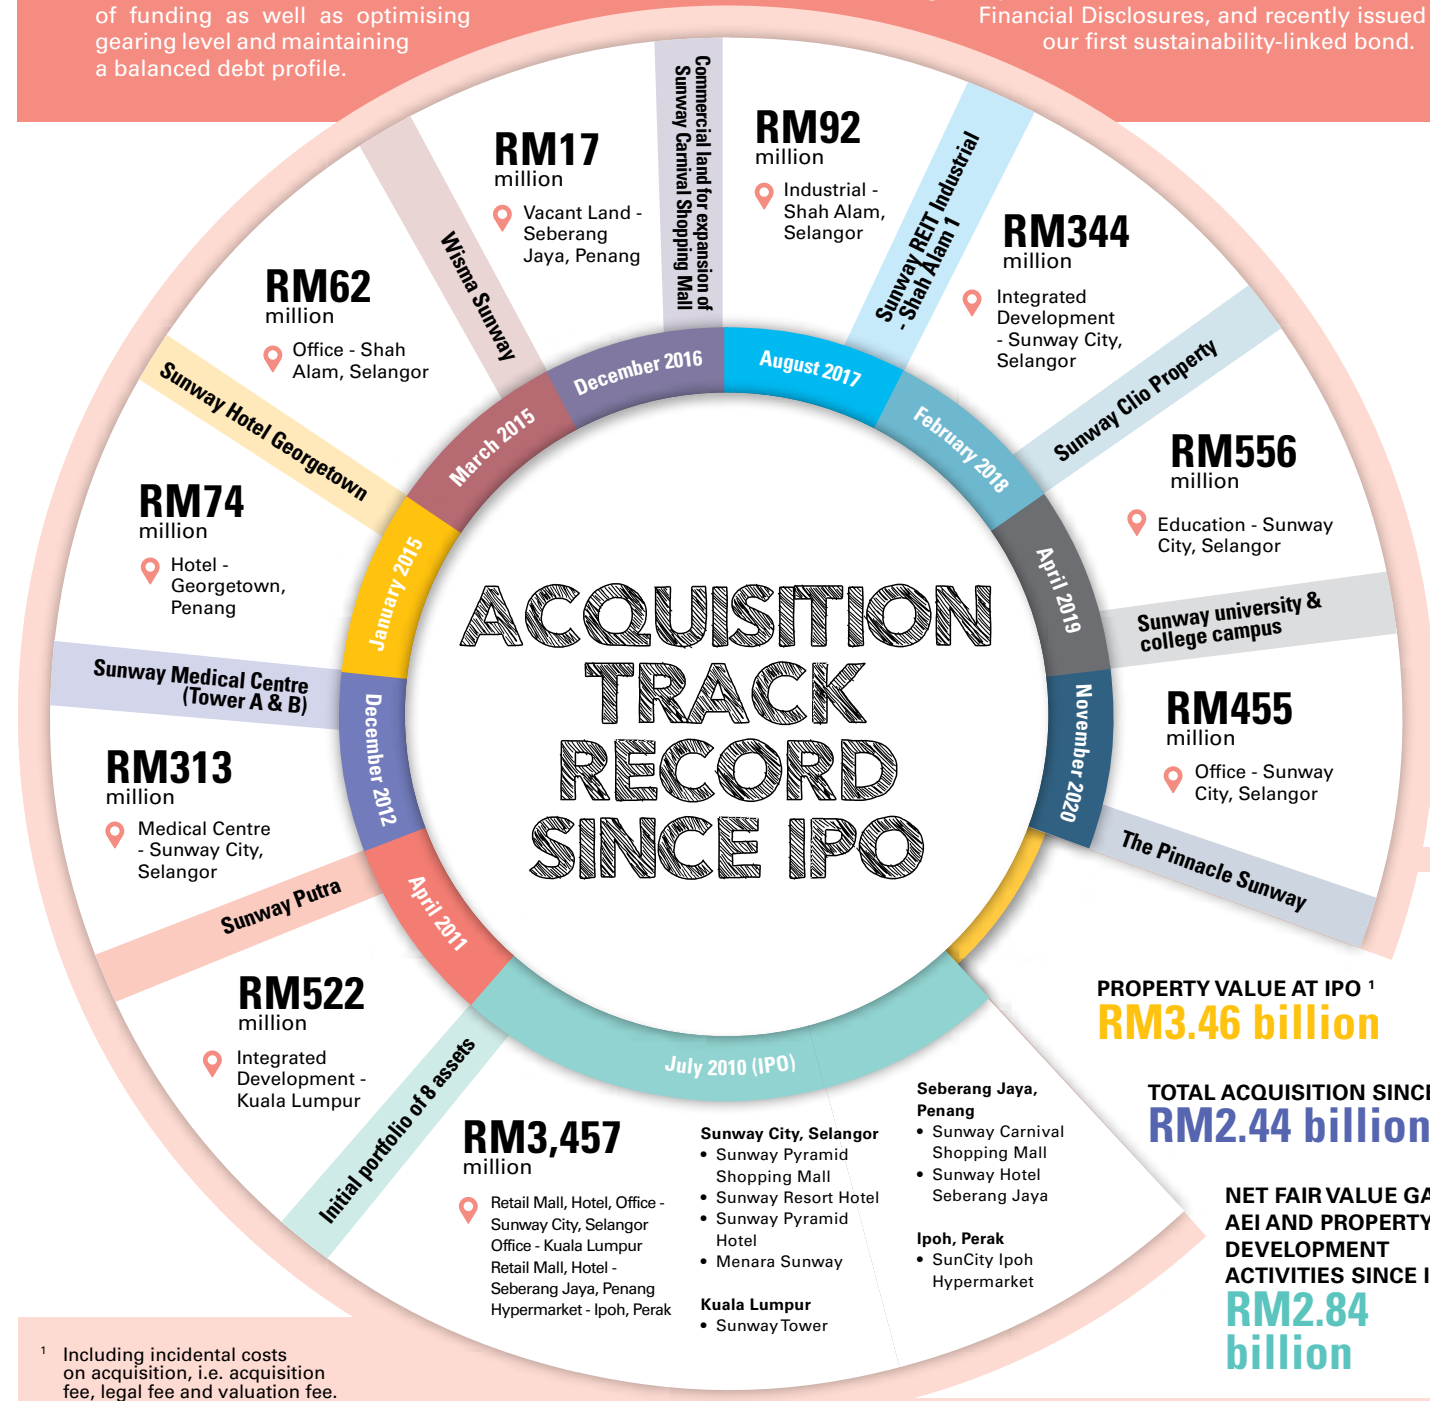 of funding as well as optimising
gearing level and maintaining
a balanced debt profile.
Financial Disclosures, and recently issued
our first sustainability-linked bond.
ACQUISITION
TRACK
RECORD
SINCE IPO
July 2010 (IPO)
Initial portfolio of 8 assets
RM3,457
million
Retail Mall, Hotel, Office -
Sunway City, Selangor
Office - Kuala Lumpur
Retail Mall, Hotel -
Seberang Jaya, Penang
Hypermarket - Ipoh, Perak
Sunway City, Selangor
• Sunway Pyramid
Shopping Mall
• Sunway Resort Hotel
• Sunway Pyramid
Hotel
• Menara Sunway
Kuala Lumpur
• Sunway Tower
Seberang Jaya,
Penang
• Sunway Carnival
Shopping Mall
• Sunway Hotel
Seberang Jaya
Ipoh, Perak
• SunCity Ipoh
Hypermarket
April 2011
Sunway Putra
RM522
million
Integrated
Development -
Kuala Lumpur
December 2012
Sunway Medical Centre
(Tower A & B)
RM313
million
Medical Centre
- Sunway City,
Selangor
January 2015
Sunway Hotel Georgetown
RM74
million
Hotel -
Georgetown,
Penang
March 2015
Wisma Sunway
RM62
million
Office - Shah
Alam, Selangor
December 2016
Commercial land for expansion of
Sunway Carnival Shopping Mall
RM17
million
Vacant Land -
Seberang
Jaya, Penang
August 2017
Sunway REIT Industrial
- Shah Alam 1
RM92
million
Industrial -
Shah Alam,
Selangor
February 2018
Sunway Clio Property
RM344
million
Integrated
Development
- Sunway City,
Selangor
April 2019
Sunway university &
college campus
RM556
million
Education - Sunway
City, Selangor
November 2020
The Pinnacle Sunway
RM455
million
Office - Sunway
City, Selangor
PROPERTY VALUE AT IPO ¹
RM3.46 billion
TOTAL ACQUISITION SINCE
RM2.44 billion
NET FAIR VALUE GA
AEI AND PROPERTY
DEVELOPMENT
ACTIVITIES SINCE I
RM2.84
billion
¹ Including incidental costs
on acquisition, i.e. acquisition
fee, legal fee and valuation fee.